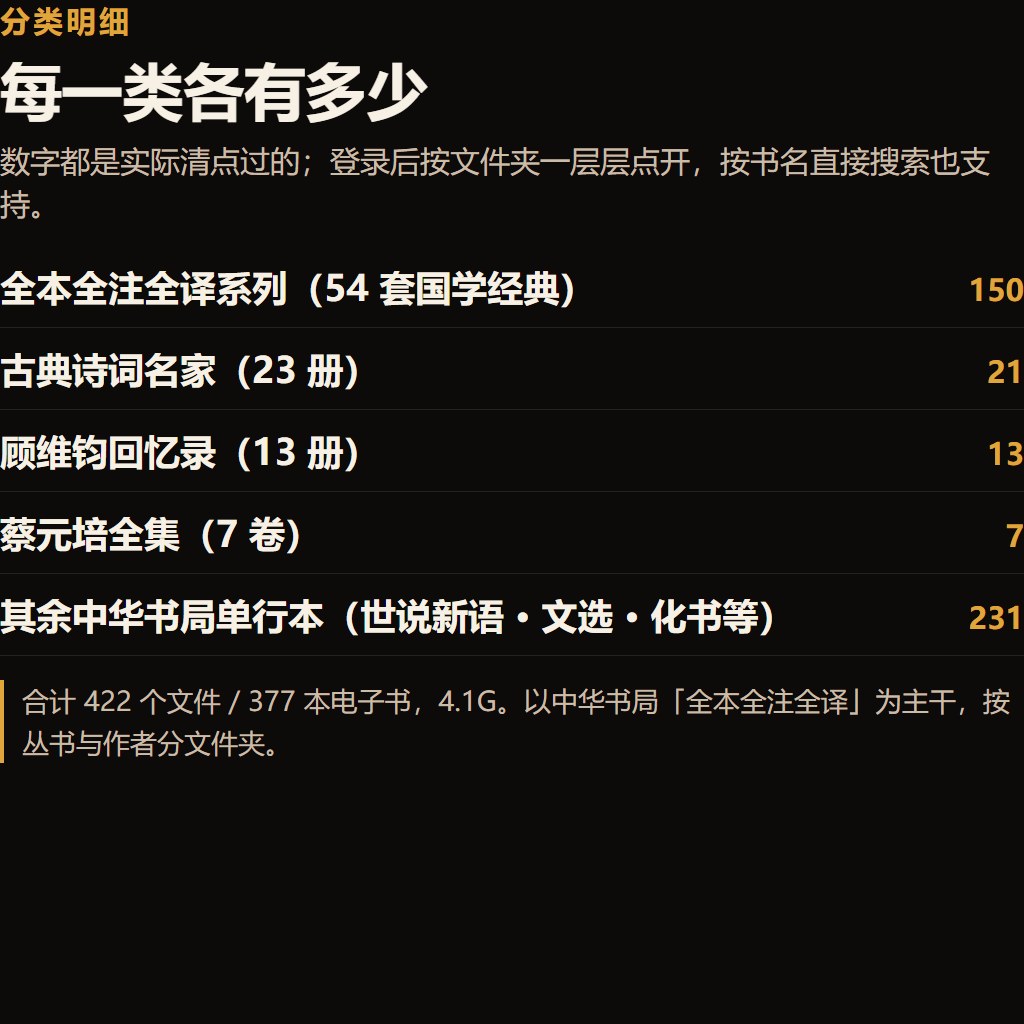 分类明细
每一类各有多少
数字都是实际清点过的；登录后按文件夹一层层点开，按书名直接搜索也支
持。
全本全注全译系列（54 套国学经典） 150
古典诗词名家（23 册） 21
顾维钧回忆录（13 册） 13
蔡元培全集（7 卷） 7
其余中华书局单行本（世说新语・文选・化书等） 231
合计 422 个文件 / 377 本电子书，4.1G。以中华书局「全本全注全译」为主干，按
丛书与作者分文件夹。